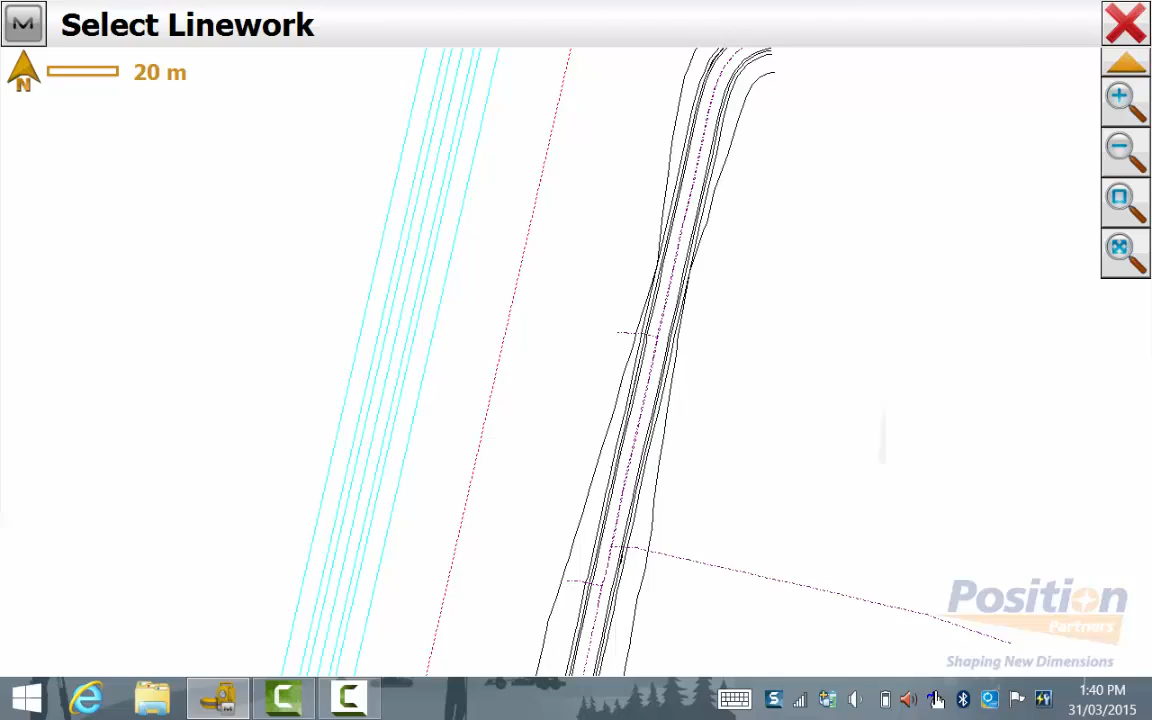 Select Linework
N
20 m
Position
Partners
Shaping New Dimensions
1:40 PM
31/03/2015